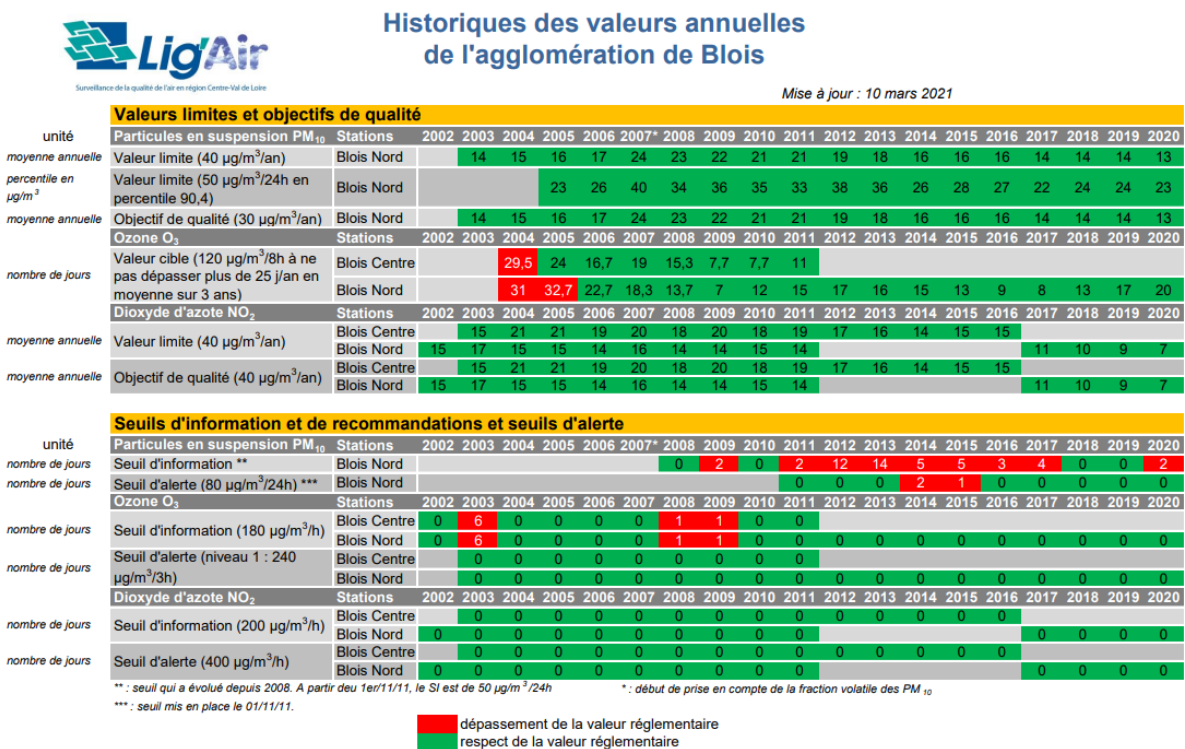 Historiques des valeurs annuelles
de l'agglomération de Blois
Lig'Air
Surveillance de la qualité de l'air en région Centre-Val de Loire
Mise à jour : 10 mars 2021
Valeurs limites et objectifs de qualité
unité Particules en suspension PM10 Stations 2002 2003 2004 2005 2006 2007* 2008 2009 2010 2011 2012 2013 2014 2015 2016 2017 2018 2019 2020
moyenne annuelle Valeur limite (40 µg/m3/an) Blois Nord 14 15 16 17 24 23 22 21 21 19 18 16 16 16 14 14 14 13
percentile en
µg/m3
Valeur limite (50 µg/m3/24h en
percentile 90,4)
Blois Nord 23 26 40 34 36 35 33 38 36 26 28 27 22 24 24 23
moyenne annuelle Objectif de qualité (30 µg/m3/an) Blois Nord 14 15 16 17 24 23 22 21 21 19 18 16 16 16 14 14 14 13
Ozone O3 Stations 2002 2003 2004 2005 2006 2007 2008 2009 2010 2011 2012 2013 2014 2015 2016 2017 2018 2019 2020
nombre de jours
Valeur cible (120 µg/m3/8h à ne
pas dépasser plus de 25 j/an en
moyenne sur 3 ans)
Blois Centre 29,5 24 16,7 19 15,3 7,7 7,7 11
Blois Nord 31 32,7 22,7 18,3 13,7 7 12 15 17 16 15 13 9 8 13 17 20
Dioxyde d'azote NO2 Stations 2002 2003 2004 2005 2006 2007 2008 2009 2010 2011 2012 2013 2014 2015 2016 2017 2018 2019 2020
moyenne annuelle Valeur limite (40 µg/m3/an)
Blois Centre 15 21 21 19 20 18 20 18 19 17 16 14 15 15
Blois Nord 15 17 15 15 14 16 14 14 15 14 11 10 9 7
moyenne annuelle Objectif de qualité (40 µg/m3/an)
Blois Centre 15 21 21 19 20 18 20 18 19 17 16 14 15 15
Blois Nord 15 17 15 15 14 16 14 14 15 14 11 10 9 7
Seuils d'information et de recommandations et seuils d'alerte
unité Particules en suspension PM10 Stations 2002 2003 2004 2005 2006 2007* 2008 2009 2010 2011 2012 2013 2014 2015 2016 2017 2018 2019 2020
nombre de jours Seuil d'information ** Blois Nord 0 2 0 2 12 14 5 5 3 4 0 0 2
nombre de jours Seuil d'alerte (80 µg/m3/24h) *** Blois Nord 0 0 0 2 1 0 0 0 0 0
Ozone O3 Stations 2002 2003 2004 2005 2006 2007 2008 2009 2010 2011 2012 2013 2014 2015 2016 2017 2018 2019 2020
nombre de jours Seuil d'information (180 µg/m3/h)
Blois Centre 0 6 0 0 0 0 1 1 0 0
Blois Nord 0 6 0 0 0 0 1 1 0 0 0 0 0 0 0 0 0 0 0
nombre de jours
Seuil d'alerte (niveau 1 : 240
µg/m3/3h)
Blois Centre 0 0 0 0 0 0 0 0 0
Blois Nord 0 0 0 0 0 0 0 0 0 0 0 0 0 0 0 0 0 0
Dioxyde d'azote NO2 Stations 2002 2003 2004 2005 2006 2007 2008 2009 2010 2011 2012 2013 2014 2015 2016 2017 2018 2019 2020
nombre de jours Seuil d'information (200 µg/m3/h)
Blois Centre 0 0 0 0 0 0 0 0 0 0 0 0 0 0
Blois Nord 0 0 0 0 0 0 0 0 0 0 0 0 0 0
nombre de jours Seuil d'alerte (400 µg/m3/h)
Blois Centre 0 0 0 0 0 0 0 0 0 0 0 0 0 0
Blois Nord 0 0 0 0 0 0 0 0 0 0 0 0 0 0
** : seuil qui a évolué depuis 2008. A partir deu 1er/11/11, le SI est de 50 µg/m3/24h * : début de prise en compte de la fraction volatile des PM10
*** : seuil mis en place le 01/11/11.
dépassement de la valeur réglementaire
respect de la valeur réglementaire